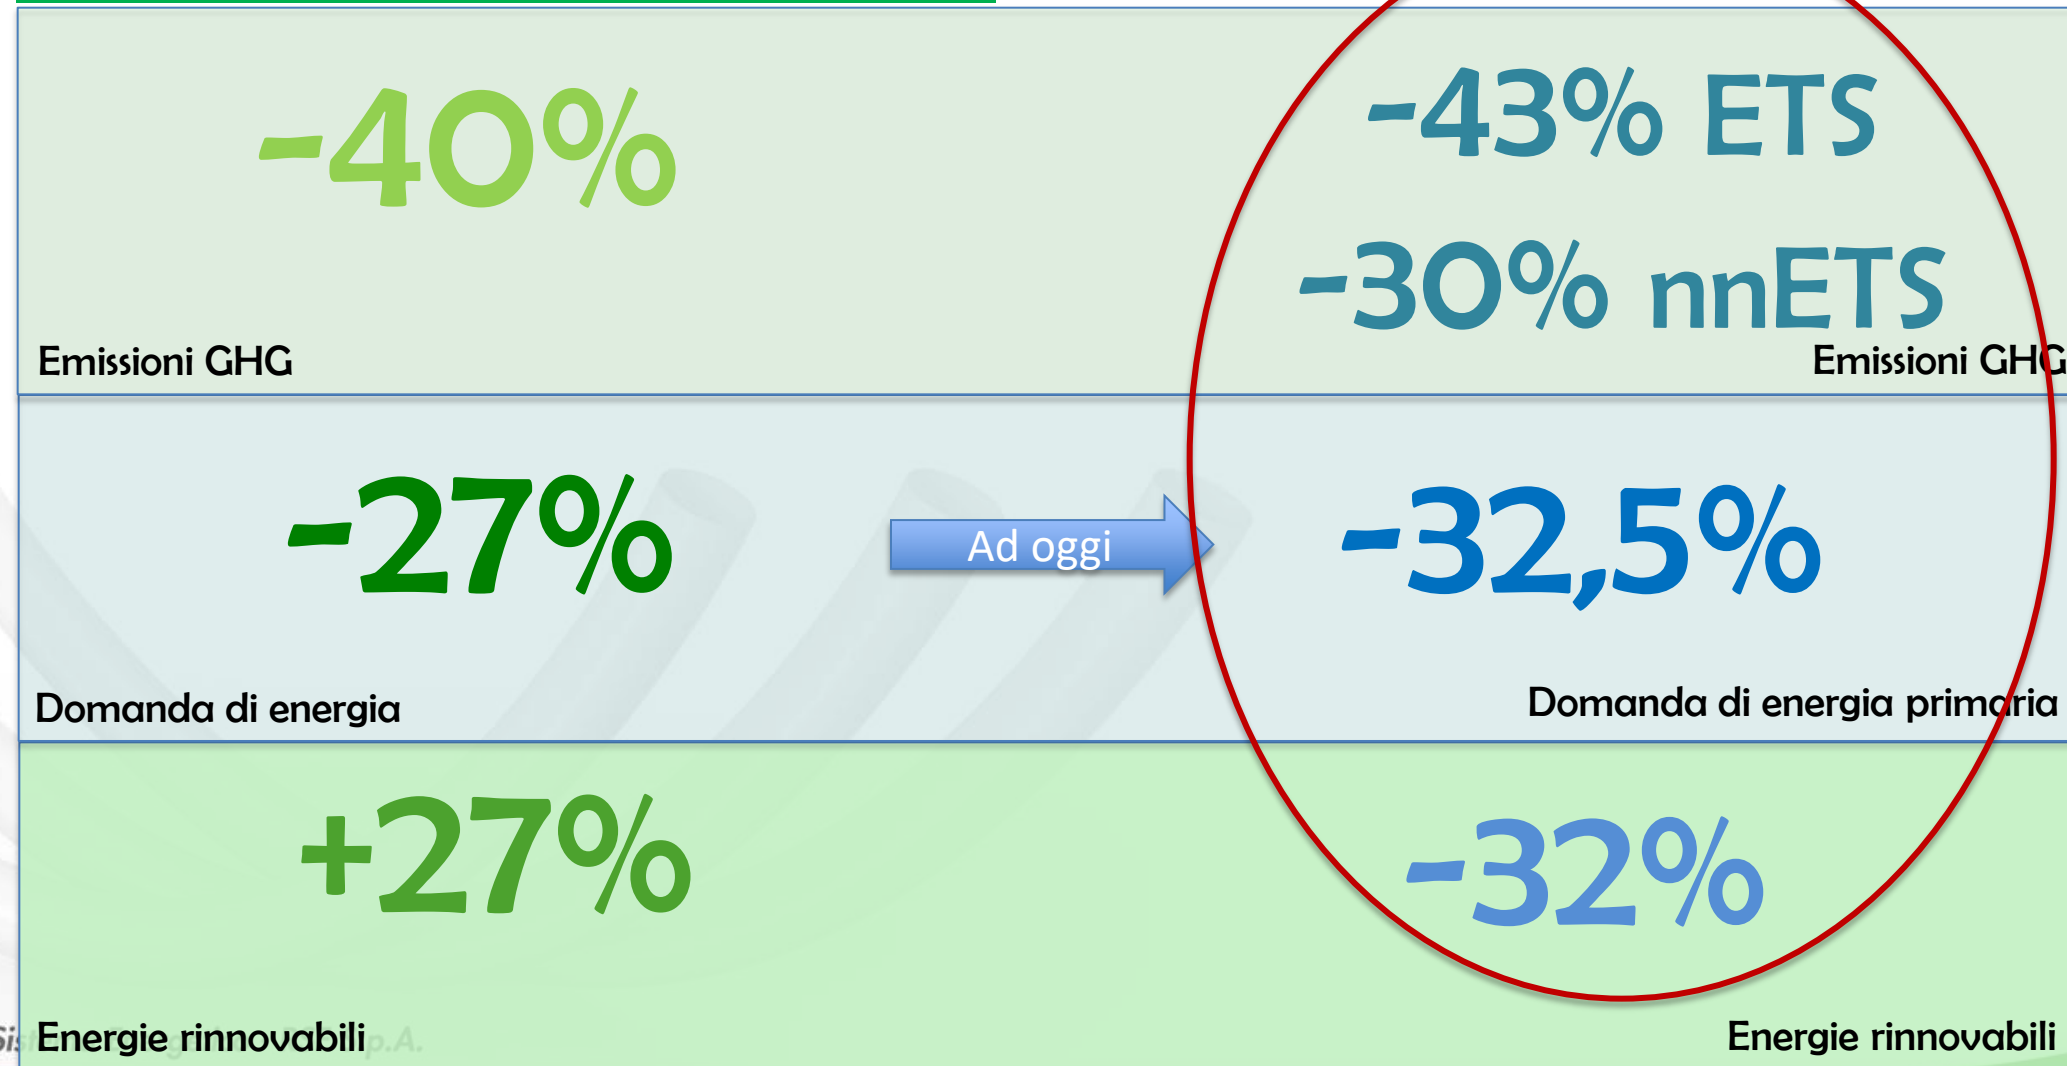 -40%
-43% ETS
-30% nnETS
Emissioni GHG
Emissioni GHG
-27%
Ad oggi
-32,5%
Domanda di energia
Domanda di energia primaria
+27%
-32%
Energie rinnovabili
Energie rinnovabili